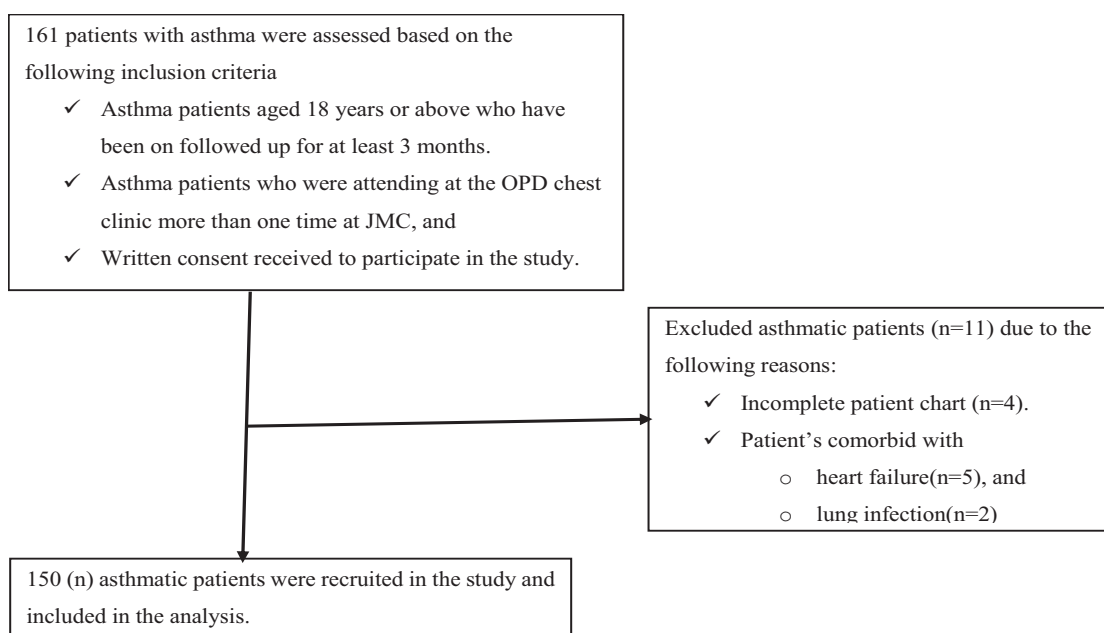 161 patients with asthma were assessed based on the
following inclusion criteria
✓ Asthma patients aged 18 years or above who have
been on followed up for at least 3 months.
✓ Asthma patients who were attending at the OPD chest
clinic more than one time at JMC, and
✓ Written consent received to participate in the study.
Excluded asthmatic patients (n=11) due to the
following reasons:
✓ Incomplete patient chart (n=4).
✓ Patient’s comorbid with
o heart failure(n=5), and
o lung infection(n=2)
150 (n) asthmatic patients were recruited in the study and
included in the analysis.